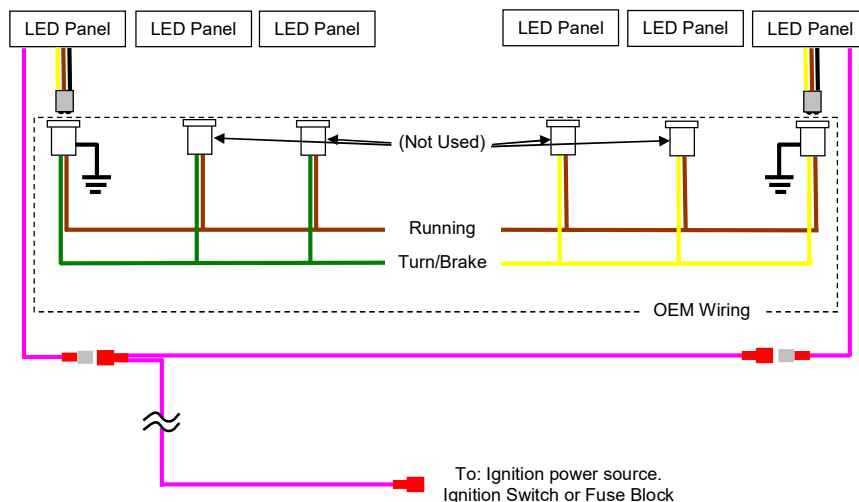 LED Panel
LED Panel
LED Panel
LED Panel
LED Panel
LED Panel
(Not Used)
Running
Turn/Brake
OEM Wiring
To: Ignition power source.
Ignition Switch or Fuse Block